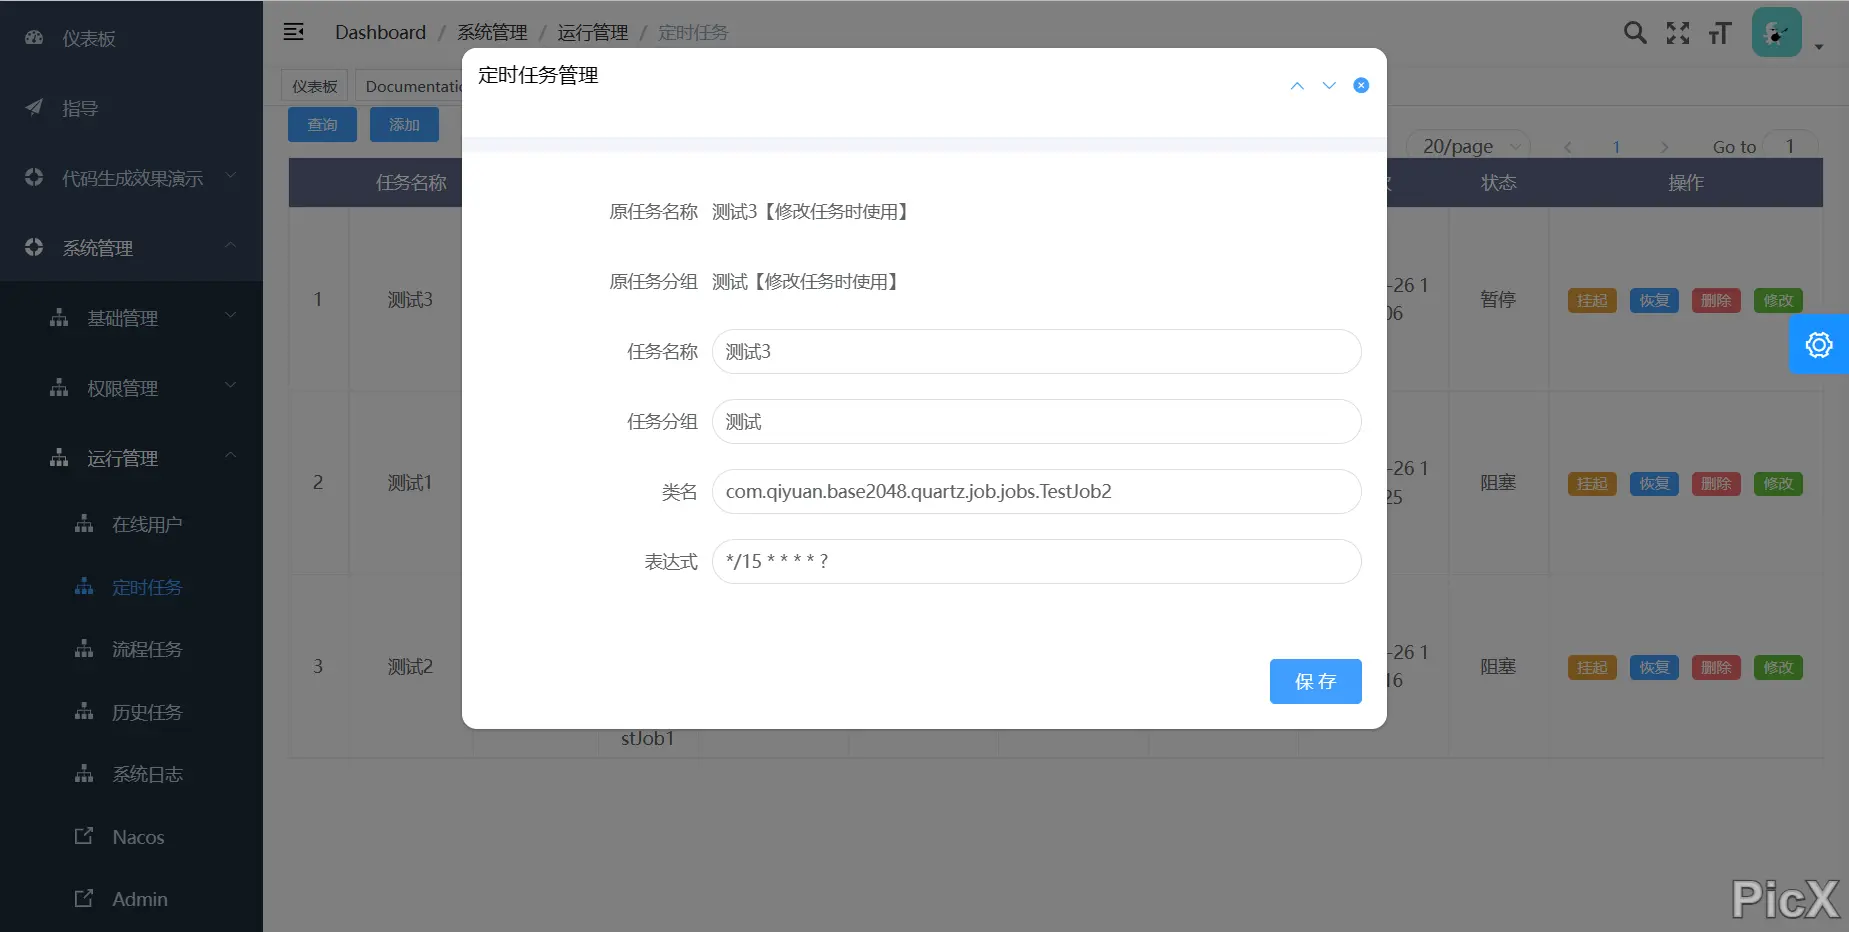 仪表板
指导
代码生成效果演示
系统管理
基础管理
权限管理
运行管理
在线用户
定时任务
流程任务
历史任务
系统日志
Nacos
Admin
Dashboard / 系统管理 / 运行管理 / 定时任务
仪表板 Documentatio
查询 添加
20/page 1 Go to 1
任务名称 状态 操作
1 测试3 -26 1 暂停 挂起 恢复 删除 修改
06
2 测试1 -26 1 阻塞 挂起 恢复 删除 修改
25
3 测试2 -26 1 阻塞 挂起 恢复 删除 修改
16
stJob1
定时任务管理
原任务名称 测试3【修改任务时使用】
原任务分组 测试【修改任务时使用】
任务名称 测试3
任务分组 测试
类名 com.qiyuan.base2048.quartz.job.jobs.TestJob2
表达式 */15 * * * * ?
保 存
PicX